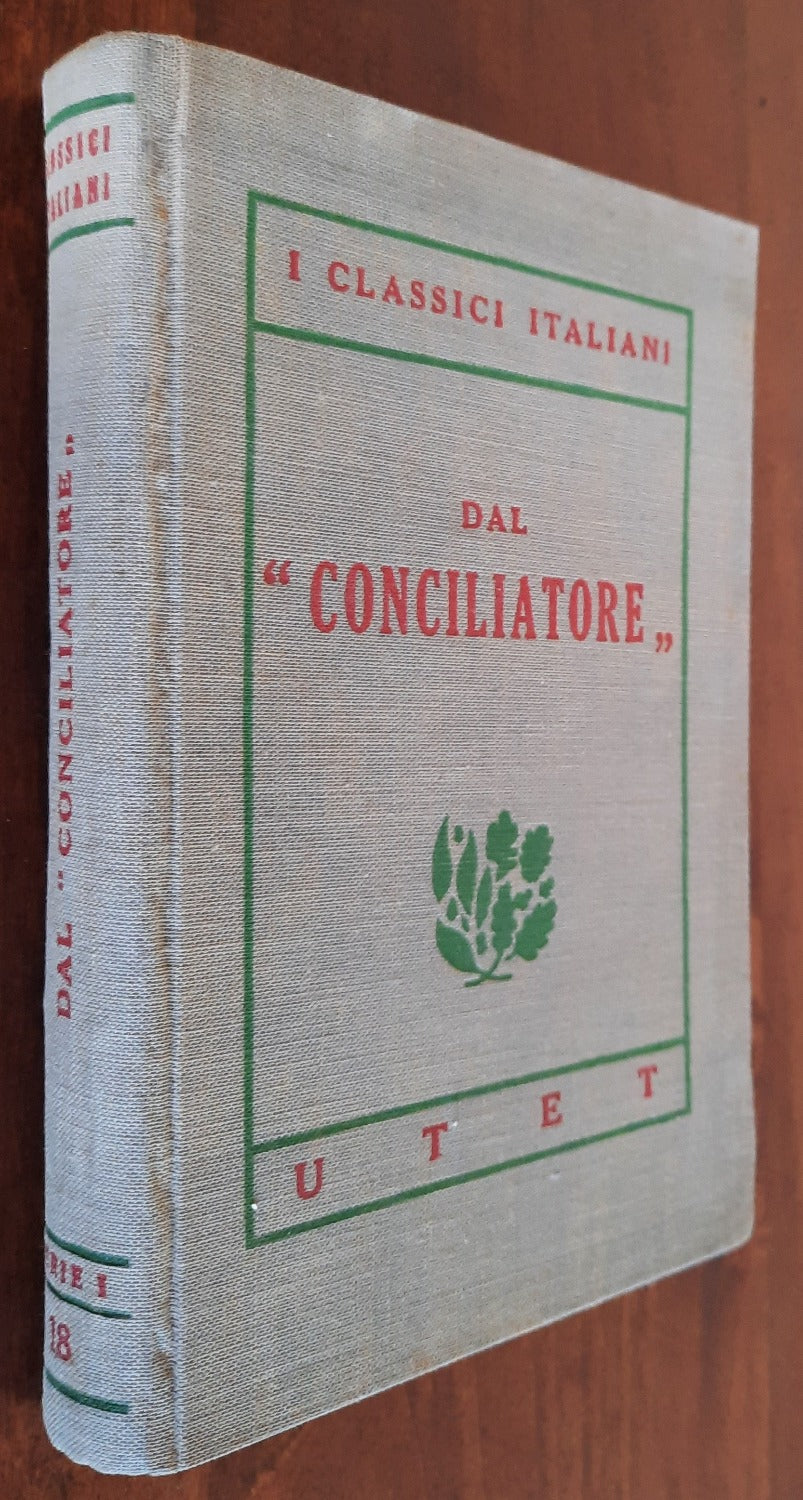 I CLASSICI ITALIANI
DAL
“ CONCILIATORE „
U T E T
DAL “CONCILIATORE„
18